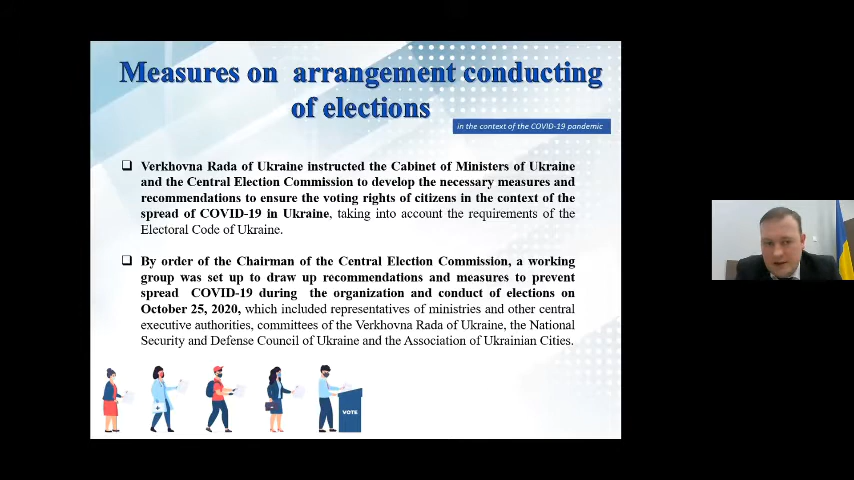 Measures on arrangement conducting
of elections
in the context of the COVID-19 pandemic
Verkhovna Rada of Ukraine instructed the Cabinet of Ministers of Ukraine
and the Central Election Commission to develop the necessary measures and
recommendations to ensure the voting rights of citizens in the context of the
spread of COVID-19 in Ukraine, taking into account the requirements of the
Electoral Code of Ukraine.
By order of the Chairman of the Central Election Commission, a working
group was set up to draw up recommendations and measures to prevent
spread COVID-19 during the organization and conduct of elections on
October 25, 2020, which included representatives of ministries and other central
executive authorities, committees of the Verkhovna Rada of Ukraine, the National
Security and Defense Council of Ukraine and the Association of Ukrainian Cities.
VOTE